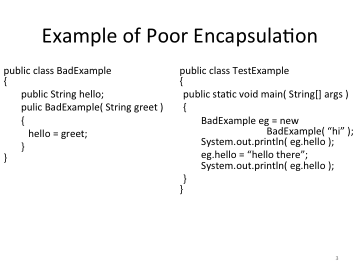 Example of Poor Encapsulation
public class BadExample
{
public String hello;
pulic BadExample( String greet )
{
hello = greet;
}
}
public class TestExample
{
public static void main( String[] args )
{
BadExample eg = new
BadExample( “hi” );
System.out.println( eg.hello );
eg.hello = “hello there”;
System.out.println( eg.hello );
}
}